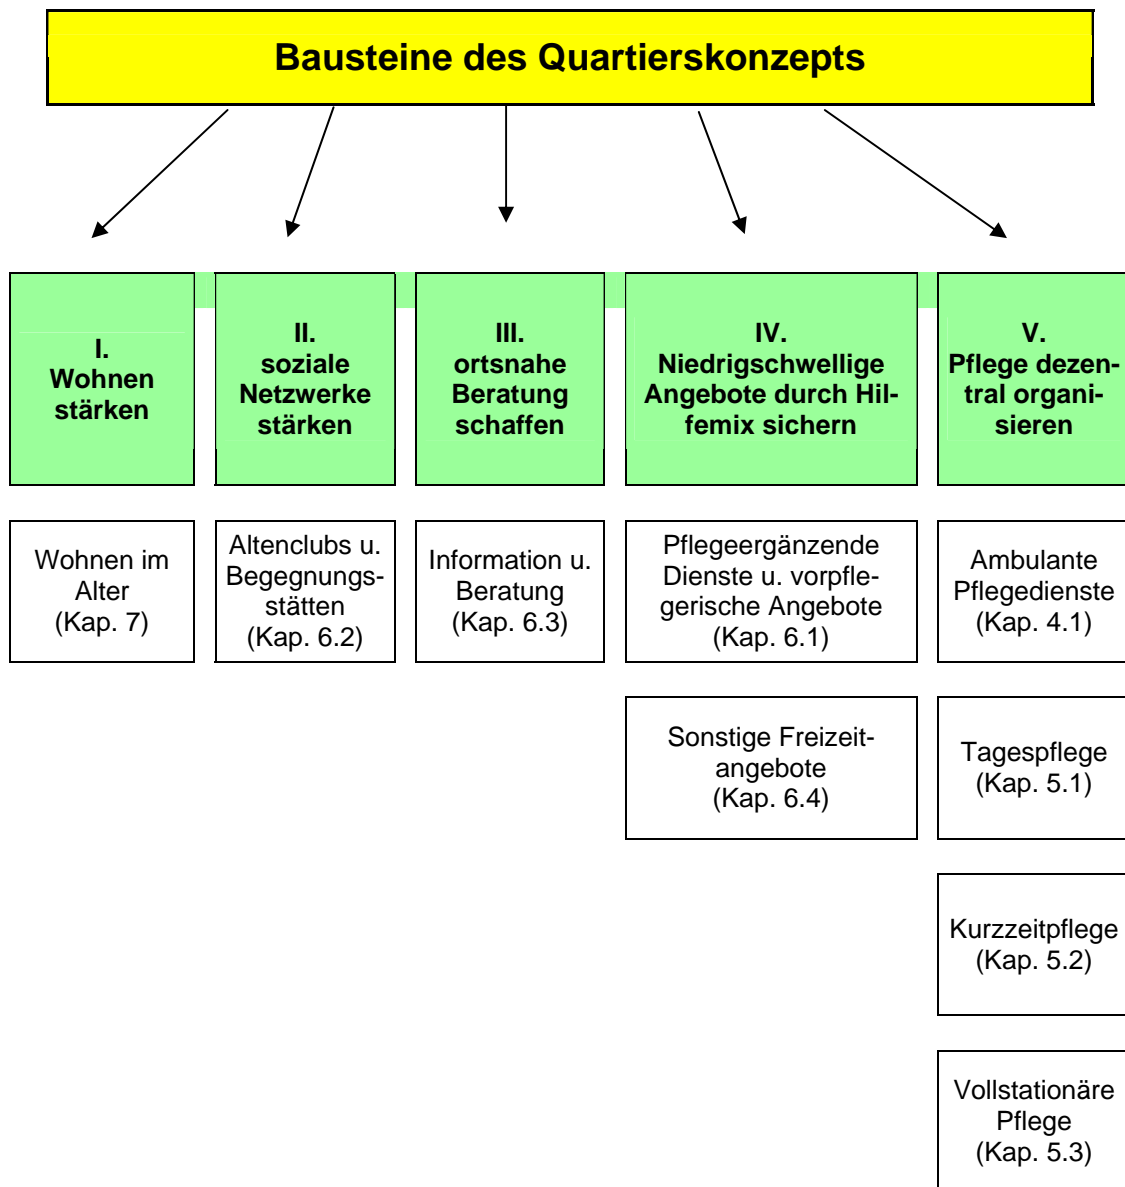 Bausteine des Quartierskonzepts
I.
Wohnen
stärken
II.
soziale
Netzwerke
stärken
III.
ortsnahe
Beratung
schaffen
IV.
Niedrigschwellige
Angebote durch Hil-
femix sichern
V.
Pflege dezen-
tral organi-
sieren
Wohnen im
Alter
(Kap. 7)
Altenclubs u.
Begegnungs-
stätten
(Kap. 6.2)
Information u.
Beratung
(Kap. 6.3)
Pflegeergänzende
Dienste u. vorpfle-
gerische Angebote
(Kap. 6.1)
Ambulante
Pflegedienste
(Kap. 4.1)
Sonstige Freizeit-
angebote
(Kap. 6.4)
Tagespflege
(Kap. 5.1)
Kurzzeitpflege
(Kap. 5.2)
Vollstationäre
Pflege
(Kap. 5.3)